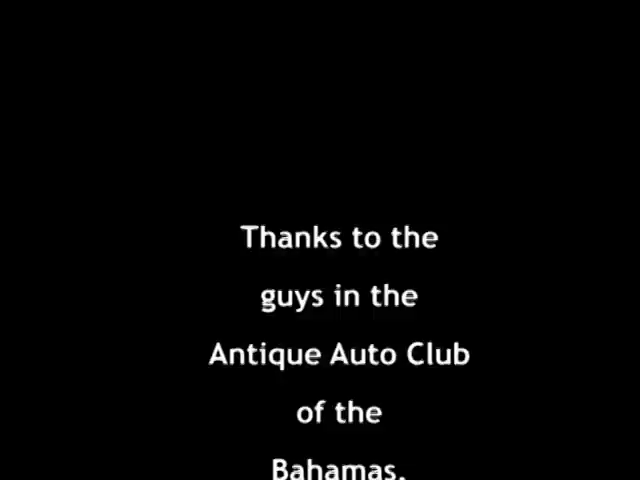 Thanks to the
guys in the
Antique Auto Club
of the
Bahamas.